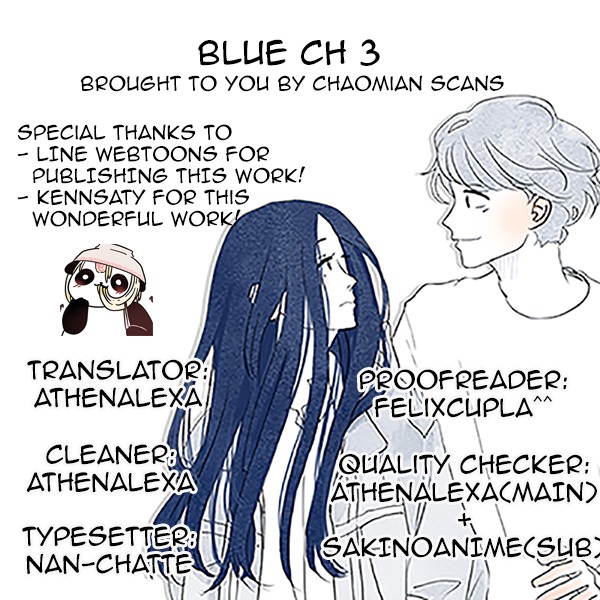 BLUE CH 3
BROUGHT TO YOU BY CHAOMIAN SCANS
SPECIAL THANKS TO
- LINE WEBTOONS FOR
PUBLISHING THIS WORK!
- KENNSATY FOR THIS
WONDERFUL WORK!
TRANSLATOR:
ATHENALEXA
CLEANER:
ATHENALEXA
TYPESETTER:
NAN-CHATTE
PROOFREADER:
FELIXCUPLA^^
QUALITY CHECKER:
ATHENALEXA(MAIN)
+
SAKINOANIME(SUB)